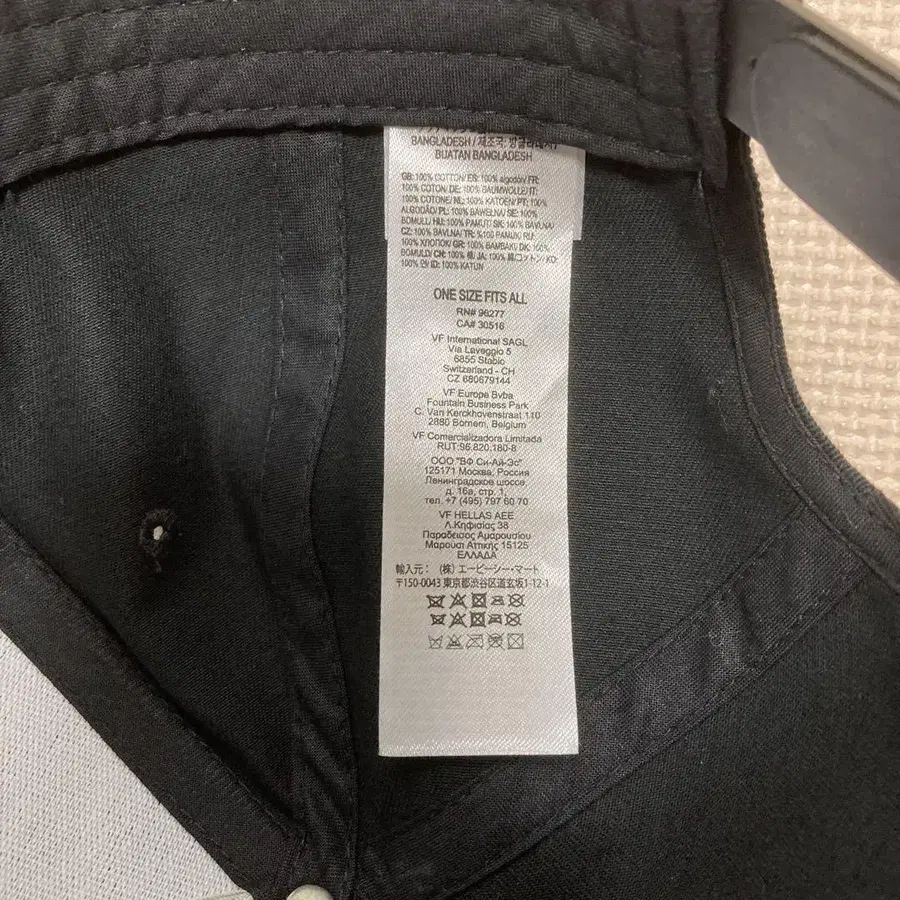 BANGLADESH / 제조국: 방글라데시 /
BUATAN BANGLADESH
GB: 100% COTTON/ ES: 100% algodón/ FR:
100% COTON/ DE: 100% BAUMWOLLE/ IT:
100% COTONE/ NL: 100% KATOEN/ PT: 100%
ALGODÃO/ PL: 100% BAWEŁNA/ SE: 100%
BOMULL/ HU: 100% PAMUT/ SK: 100% BAVLNA/
CZ: 100% BAVLNA/ TR: %100 PAMUK/ RU:
100% ХЛОПОК/ GR: 100% BAMBAKI/ DK: 100%
BOMULD/ CH: 100% 棉/ JA: 100% 綿/コットン/ KO:
100% 면/ ID: 100% KATUN
ONE SIZE FITS ALL
RN# 96277
CA# 30516
VF International SAGL
Via Laveggio 5
6855 Stabio
Switzerland - CH
CZ 680679144
VF Europe Bvba
Fountain Business Park
C. Van Kerckhovenstraat 110
2880 Bornem, Belgium
VF Comercializadora Limitada
RUT:96.820.180-8
ООО "ВФ Си-Ай-Эс"
125171 Москва, Россия
Ленинградское шоссе,
д. 16а, стр. 1,
тел. +7 (495) 797 60 70
VF HELLAS AEE
Λ.Κηφισίας 38
Παράδεισος Αμαρουσίου
Μαρούσι Αττικής 15125
ΕΛΛΑΔΑ
輸入元： (株) エービーシー・マート
〒150-0043 東京都渋谷区道玄坂1-12-1